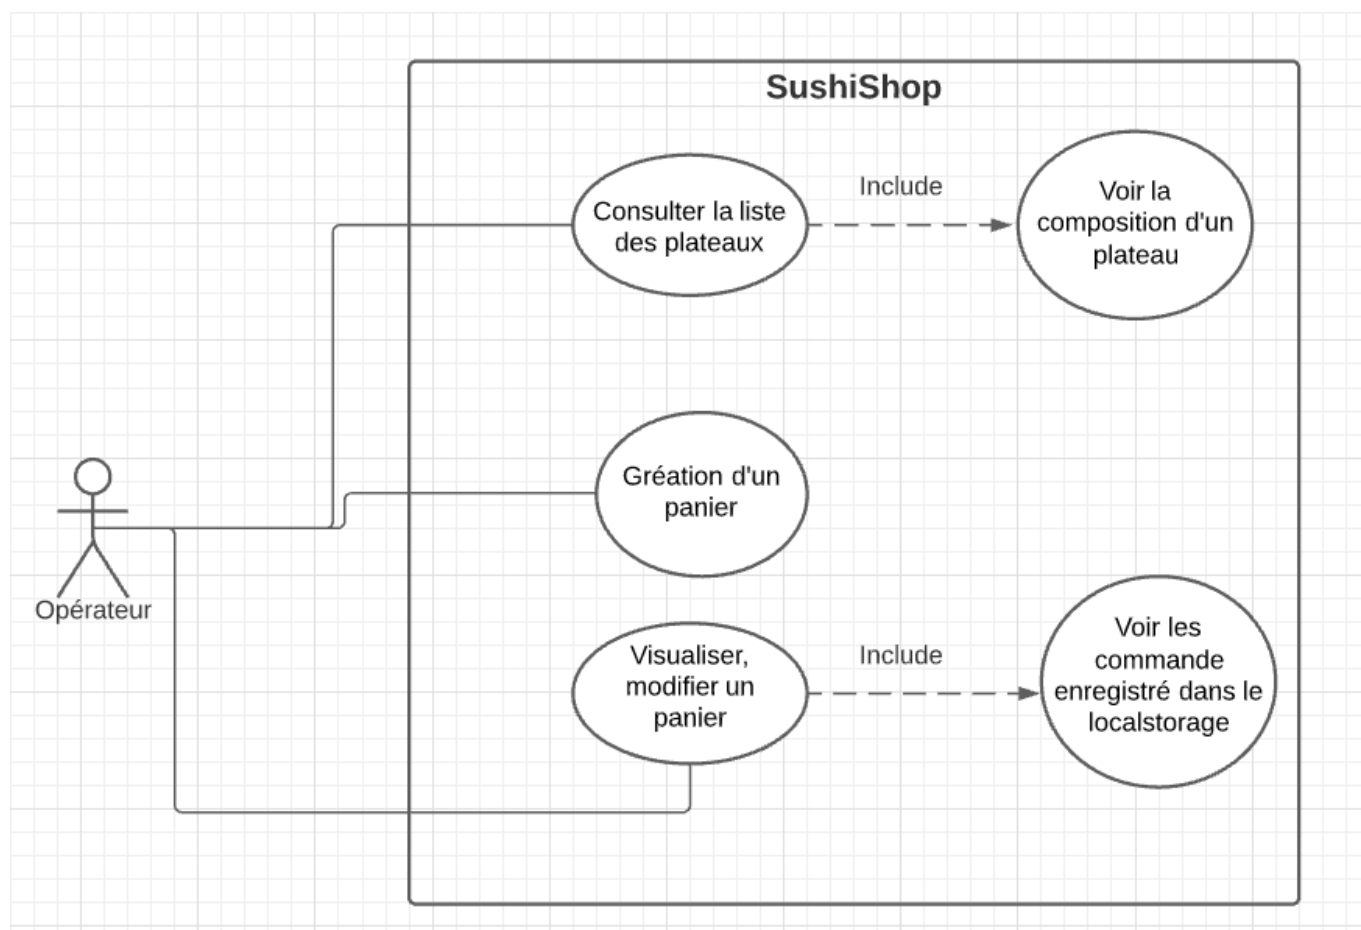 SushiShop
Consulter la liste
des plateaux
Include
Voir la
composition d'un
plateau
Gréation d'un
panier
Opérateur
Visualiser,
modifier un
panier
Include
Voir les
commande
enregistré dans le
localstorage